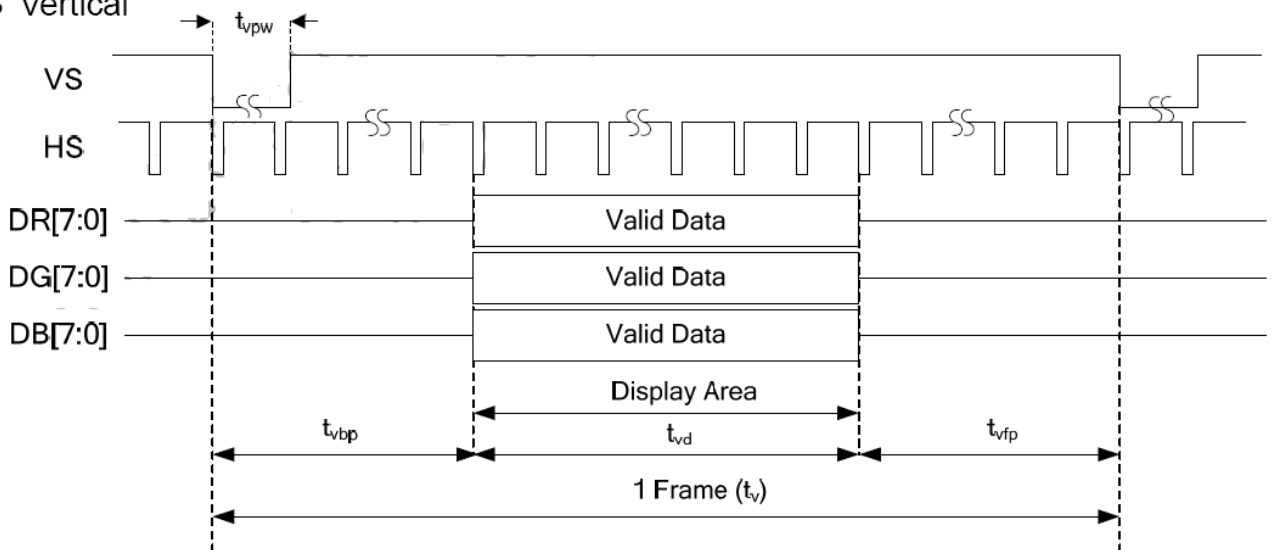 Vertical
tvpw
VS
HS
DR[7:0] Valid Data
DG[7:0] Valid Data
DB[7:0] Valid Data
Display Area
tvbp tvd tvfp
1 Frame (tv)